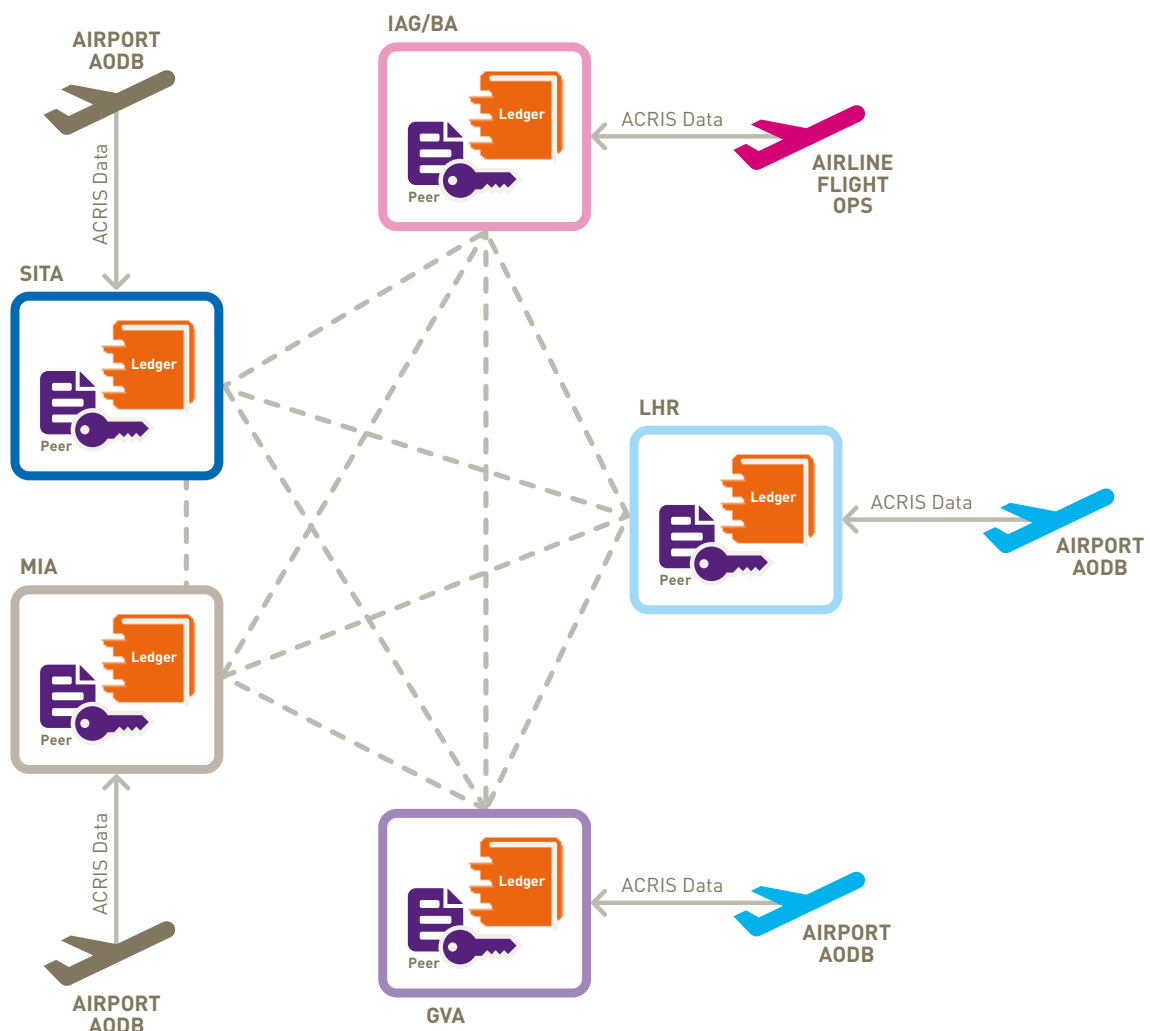 IAG/BA
AIRPORT
AODB
Ledger
ACRIS Data
Peer
AIRLINE
FLIGHT
OPS
ACRIS Data
SITA
Ledger
Peer
LHR
Ledger
ACRIS Data
Peer
AIRPORT
AODB
MIA
Ledger
Peer
ACRIS Data
Ledger
ACRIS Data
Peer
AIRPORT
AODB
AIRPORT
AODB
GVA